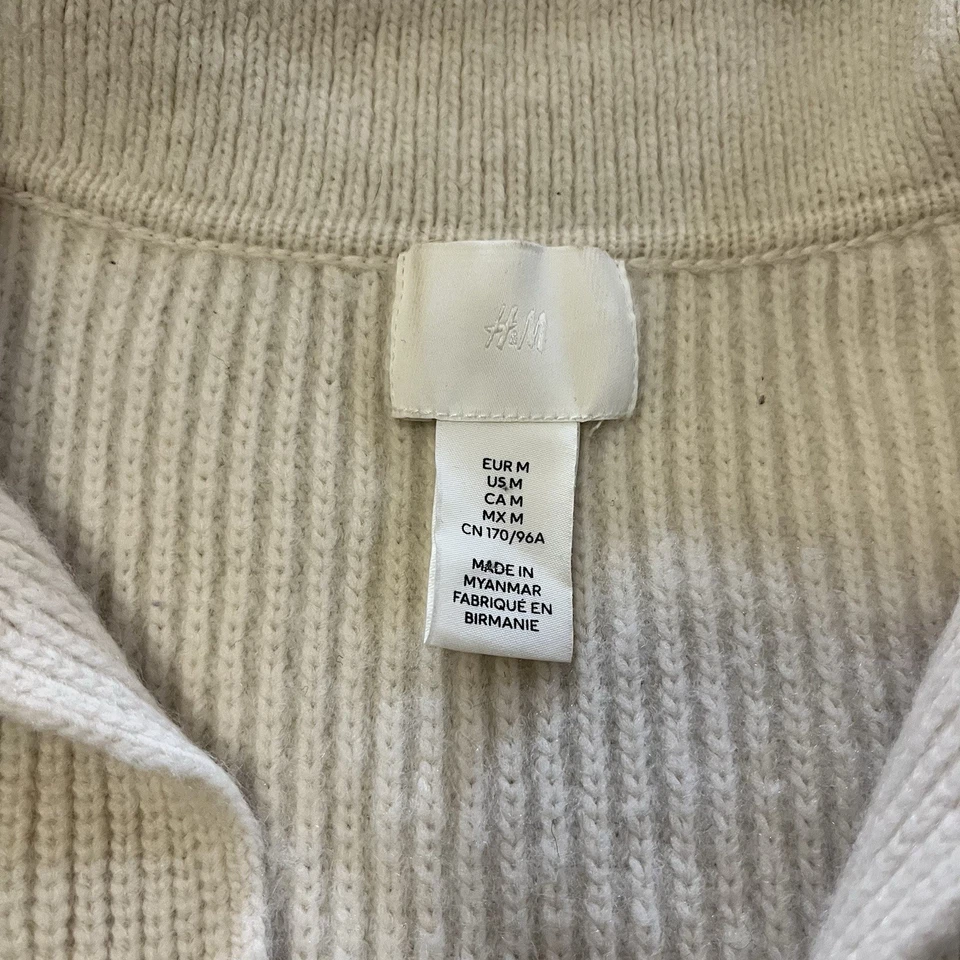 H&M
EUR M
US M
CA M
MX M
CN 170/96A
MADE IN
MYANMAR
FABRIQUÉ EN
BIRMANIE